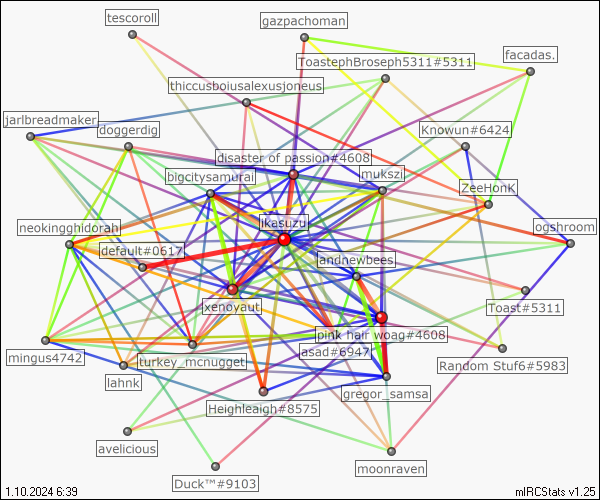 tescoroll
gazpachoman
ToastephBroseph5311#5311
facadas.
thiccusboiusalexusjoneus
jarlbreadmaker
doggerdig
Knowun#6424
disaster of passion#4608
bigcitysamurai
mukszi
ZeeHonK
neokingghidorah
ikasuzu
ogshroom
default#0617
andnewbees
xenoyaut
Toast#5311
pink hair woag#4608
mingus4742
turkey_mcnugget
asad#6947
Random Stuf6#5983
lahnk
gregor_samsa
Heighleaigh#8575
avelicious
moonraven
Duck™#9103
1.10.2024 6:39
mIRCStats v1.25